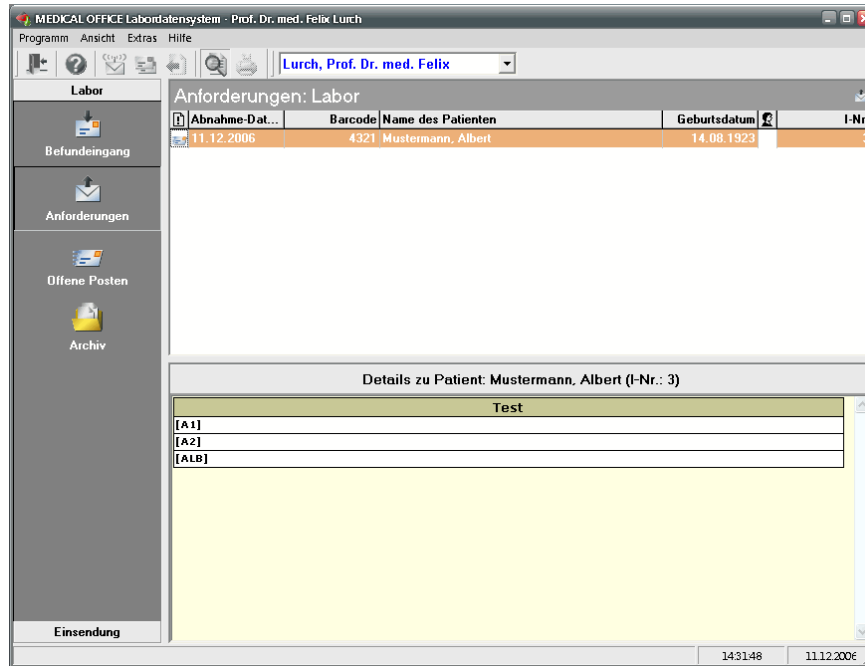 MEDICAL OFFICE Labordatensystem - Prof. Dr. med. Felix Lurch
Programm Ansicht Extras Hilfe
Lurch, Prof. Dr. med. Felix
Labor
Befundeingang
Anforderungen
Offene Posten
Archiv
Einsendung
Anforderungen: Labor
Abnahme-Dat... Barcode Name des Patienten Geburtsdatum I-Nr
11.12.2006 4321 Mustermann, Albert 14.08.1923
Details zu Patient: Mustermann, Albert (I-Nr.: 3)
Test
[A1]
[A2]
[ALB]
14:31:48 11.12.2006